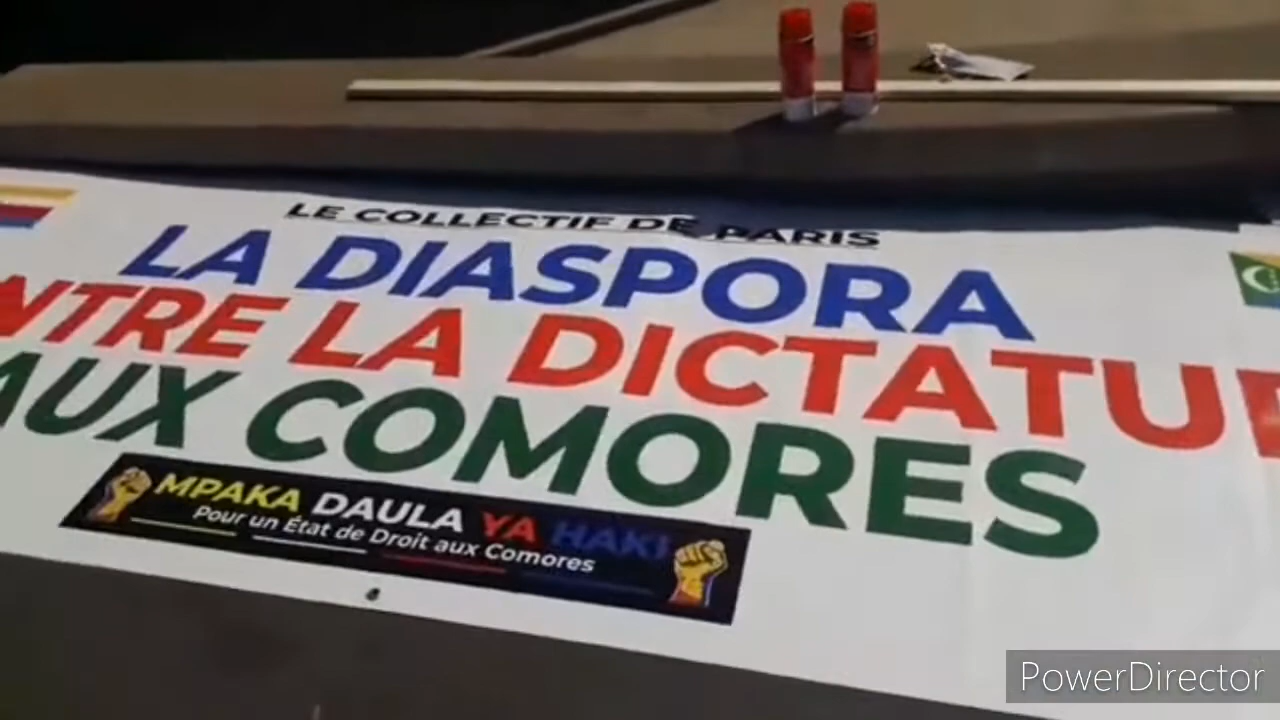 LE COLLECTIF DE PARIS
LA DIASPORA
NTRE LA DICTATU
AUX COMORES
MPAKA DAULA YA HAKI
Pour un État de Droit aux Comores
PowerDirector